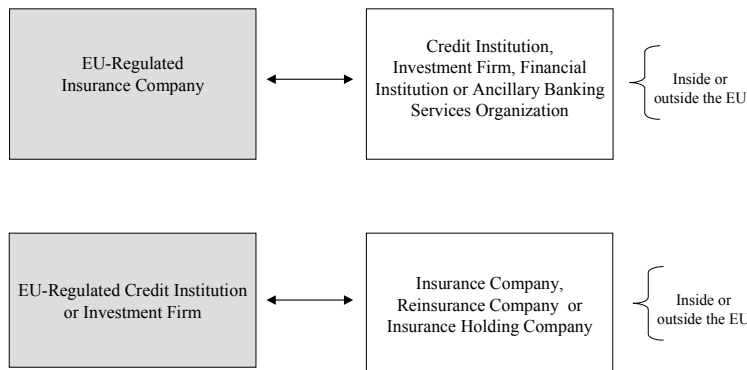 EU-Regulated
Insurance Company
Credit Institution,
Investment Firm, Financial
Institution or Ancillary Banking
Services Organization
Inside or
outside the EU
EU-Regulated Credit Institution
or Investment Firm
Insurance Company,
Reinsurance Company or
Insurance Holding Company
Inside or
outside the EU